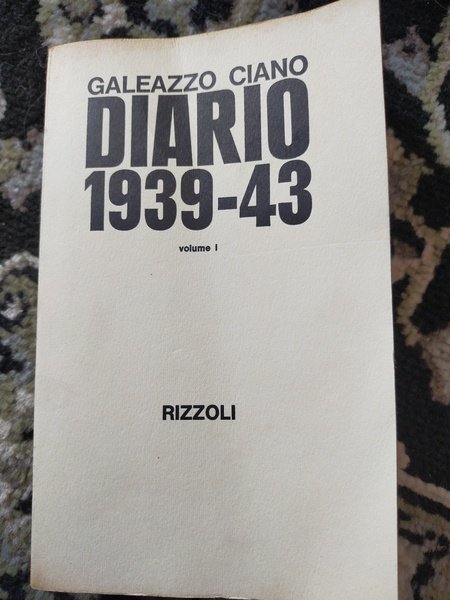 GALEAZZO CIANO
DIARIO
1939-43
volume I
RIZZOLI